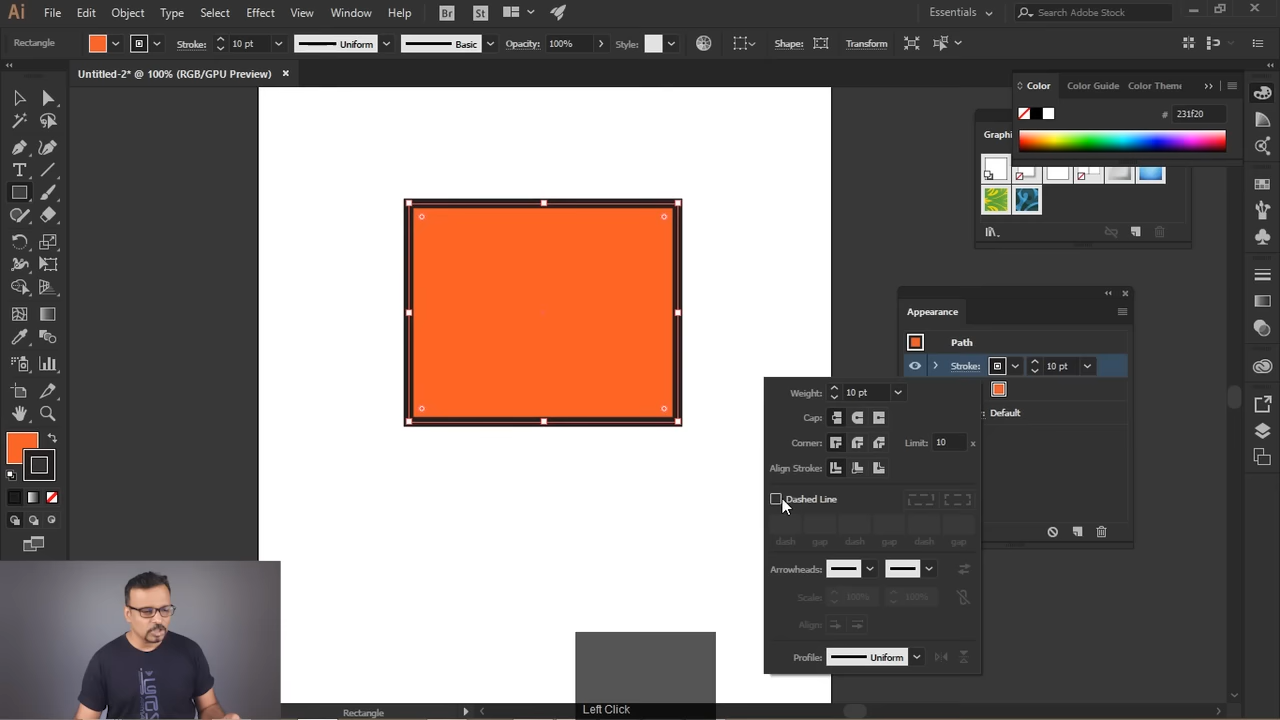 Ai File Edit Object Type Select Effect View Window Help Br St Essentials Search Adobe Stock
Rectangle Stroke: 10 pt Uniform Basic Opacity: 100% Style: Shape: Transform
Untitled-2* @ 100% (RGB/GPU Preview)
Color Color Guide Color Theme
# 231f20
Graphi
Appearance
Path
Stroke: 10 pt
Default
Weight: 10 pt
Cap:
Corner: Limit: 10 x
Align Stroke:
Dashed Line
dash gap dash gap dash gap
Arrowheads:
Scale: 100% 100%
Align:
Profile: Uniform
Left Click
Rectangle